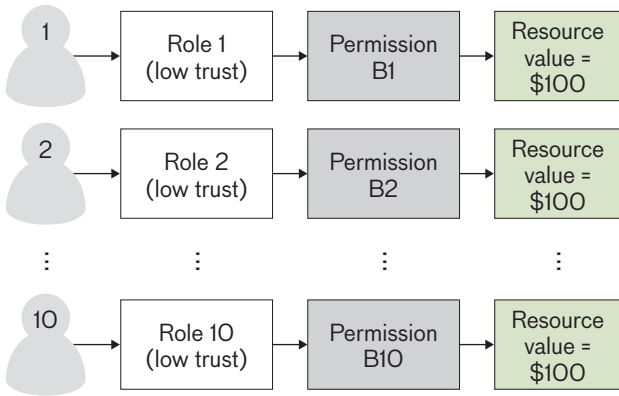 1
Role 1
(low trust)
Permission
B1
Resource
value =
$100
2
Role 2
(low trust)
Permission
B2
Resource
value =
$100
⋮ ⋮ ⋮ ⋮
10
Role 10
(low trust)
Permission
B10
Resource
value =
$100